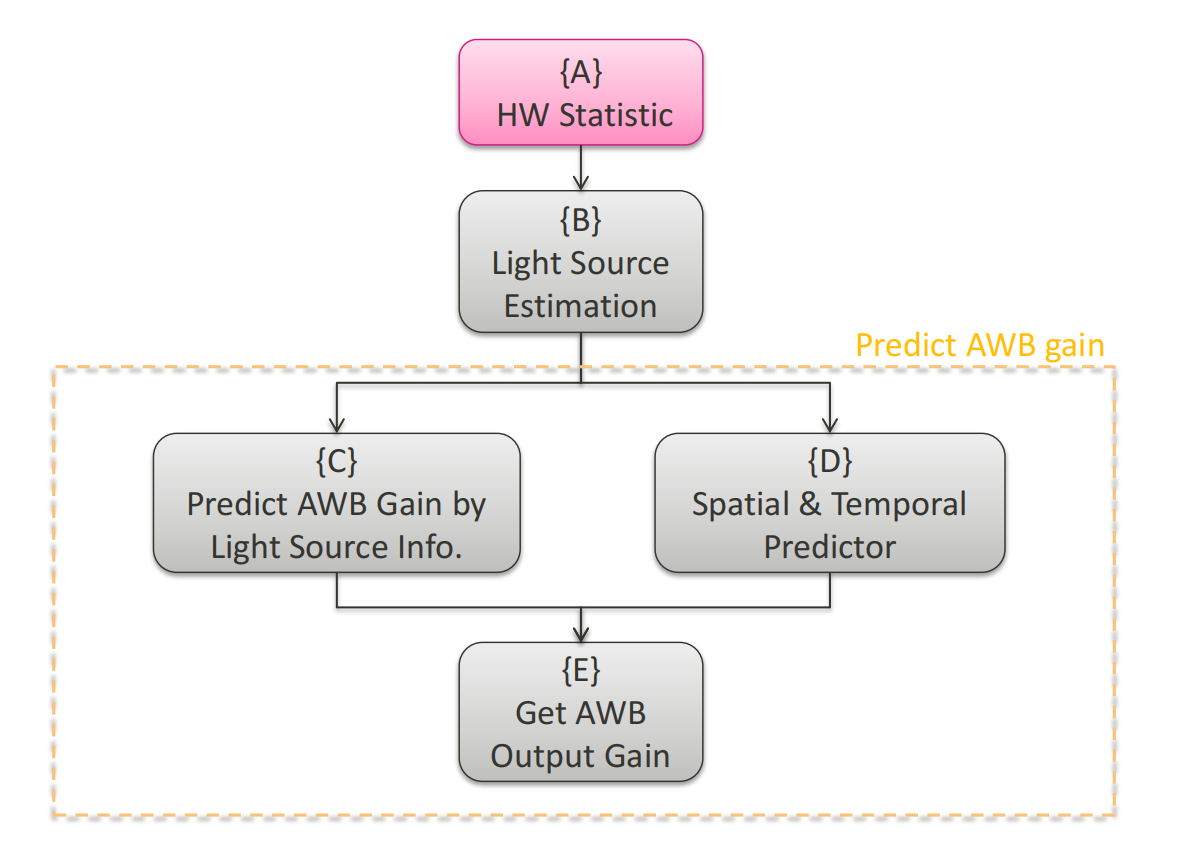 {A}
HW Statistic
{B}
Light Source
Estimation
Predict AWB gain
{C}
Predict AWB Gain by
Light Source Info.
{D}
Spatial & Temporal
Predictor
{E}
Get AWB
Output Gain